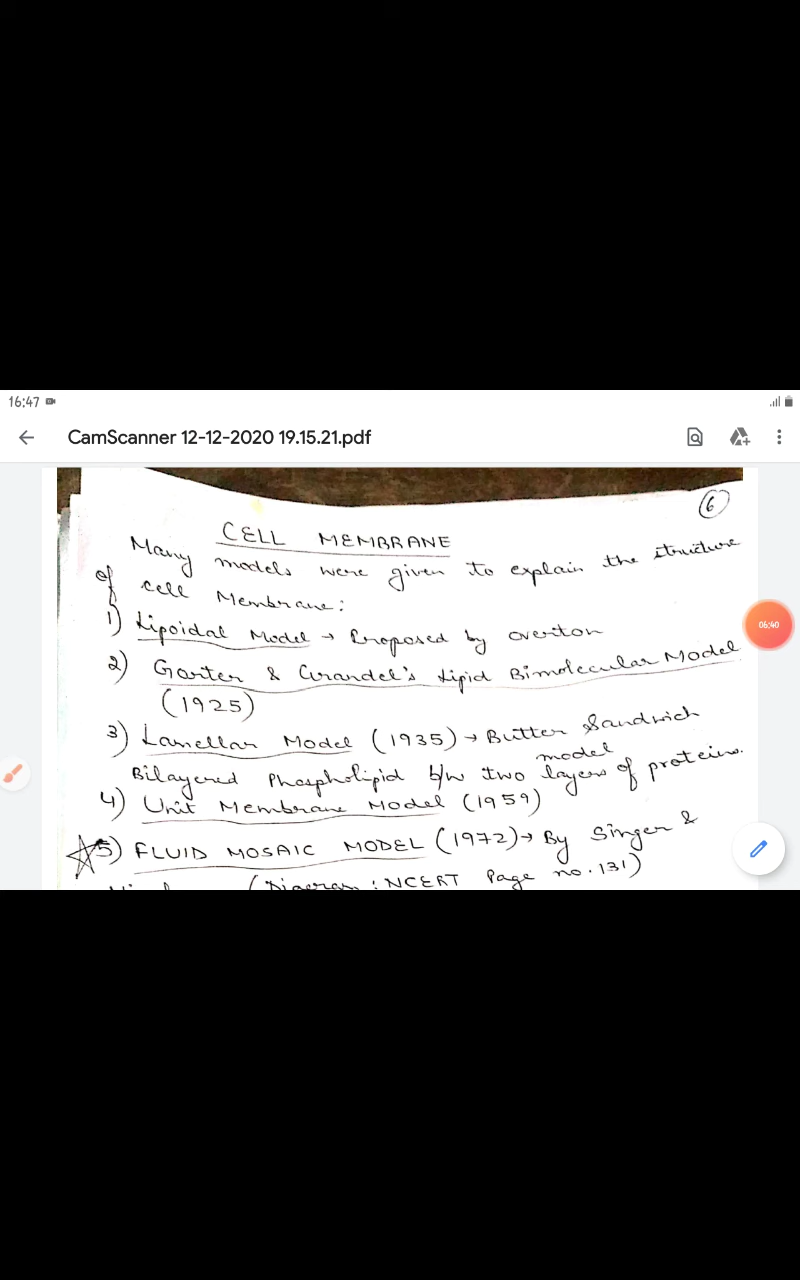 16:47
CamScanner 12-12-2020 19.15.21.pdf
6
CELL MEMBRANE
Many models were given to explain the structure
of cell Membrane:
1) Lipoidal Model → Proposed by overton
06:40
2) Gorter & Grandel's Lipid Bimolecular Model
(1925)
3) Lamellar Model (1935) → Butter Sandwich
model
Bilayered Phospholipid b/w two layers of proteins.
4) Unit Membrane Model (1959)
5) FLUID MOSAIC MODEL (1972) → By Singer &
(Diagram: NCERT Page no. 131)